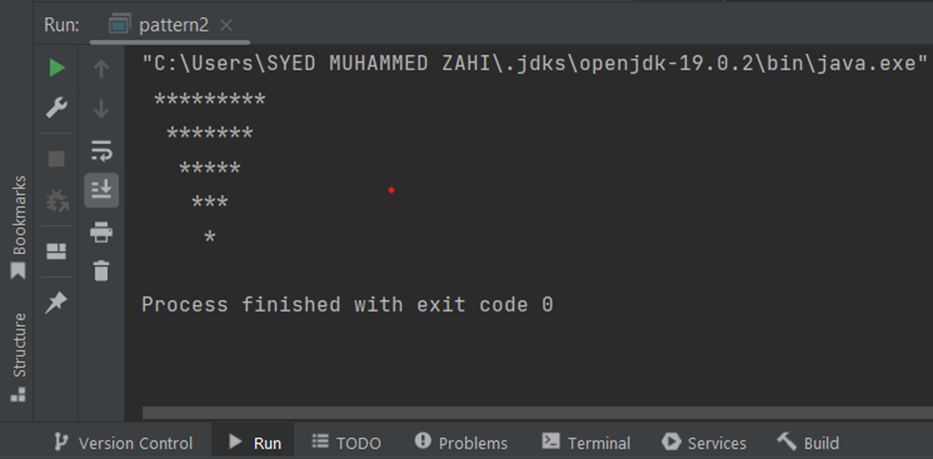 Run: pattern2
"C:\Users\SYED MUHAMMED ZAHI\.jdks\openjdk-19.0.2\bin\java.exe"
 *********
  *******
   *****
    ***
     *
Process finished with exit code 0
Bookmarks
Structure
Version Control Run TODO Problems Terminal Services Build